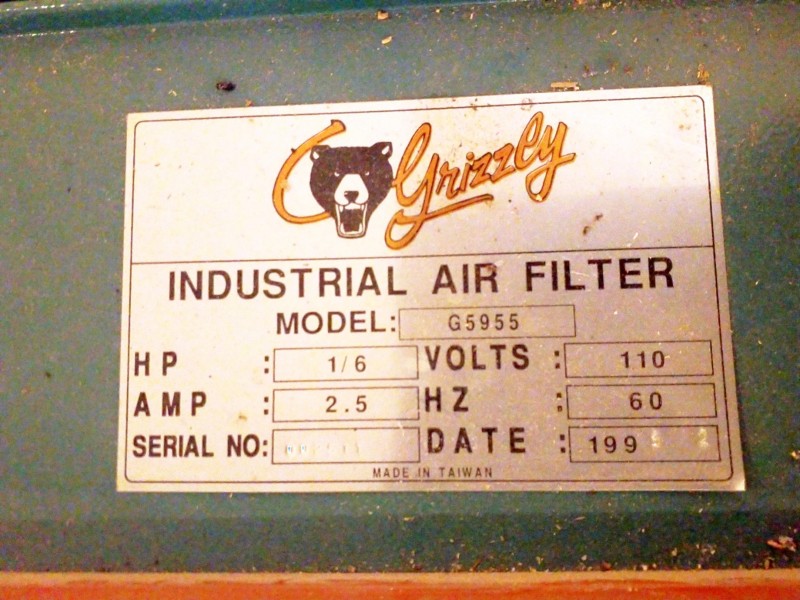 Grizzly
INDUSTRIAL AIR FILTER
MODEL: G5955
HP : 1/6 VOLTS : 110
AMP : 2.5 HZ : 60
SERIAL NO: DATE : 199
MADE IN TAIWAN